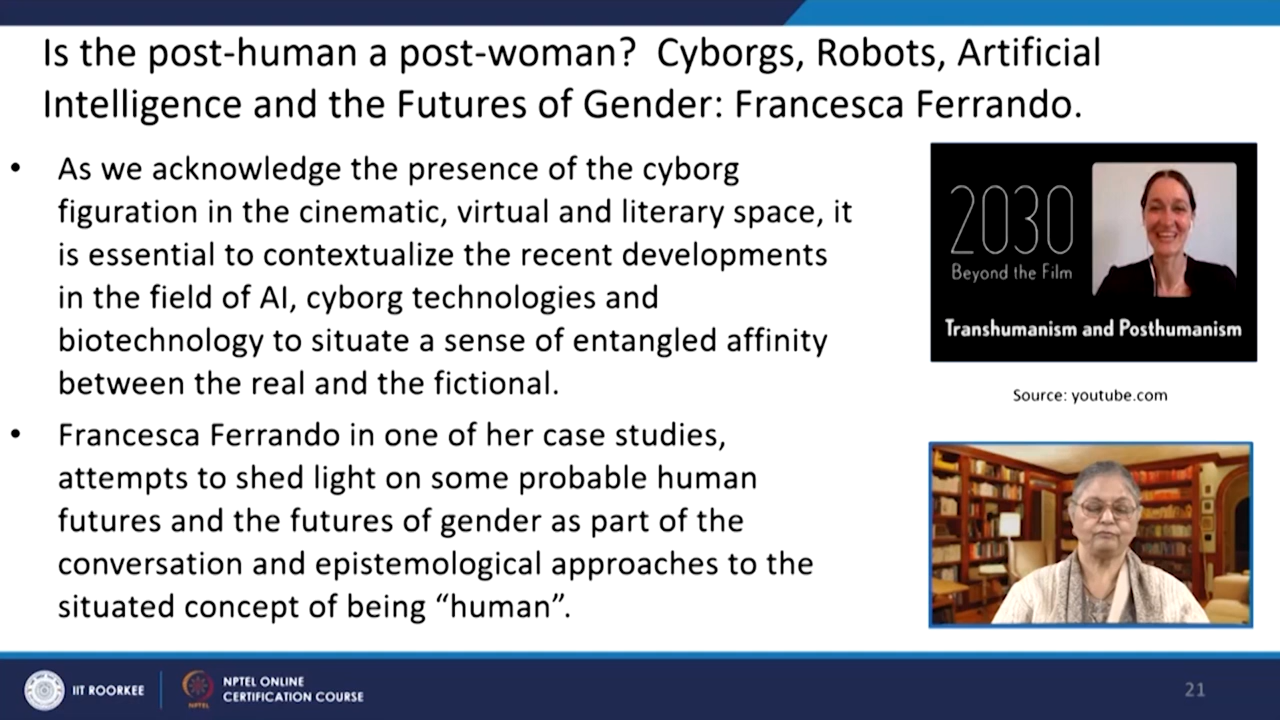 Is the post-human a post-woman? Cyborgs, Robots, Artificial
Intelligence and the Futures of Gender: Francesca Ferrando.
• As we acknowledge the presence of the cyborg
figuration in the cinematic, virtual and literary space, it
is essential to contextualize the recent developments
in the field of AI, cyborg technologies and
biotechnology to situate a sense of entangled affinity
between the real and the fictional.
• Francesca Ferrando in one of her case studies,
attempts to shed light on some probable human
futures and the futures of gender as part of the
conversation and epistemological approaches to the
situated concept of being “human”.
2030
Beyond the Film
Transhumanism and Posthumanism
Source: youtube.com
IIT ROORKEE
NPTEL
NPTEL ONLINE
CERTIFICATION COURSE
21